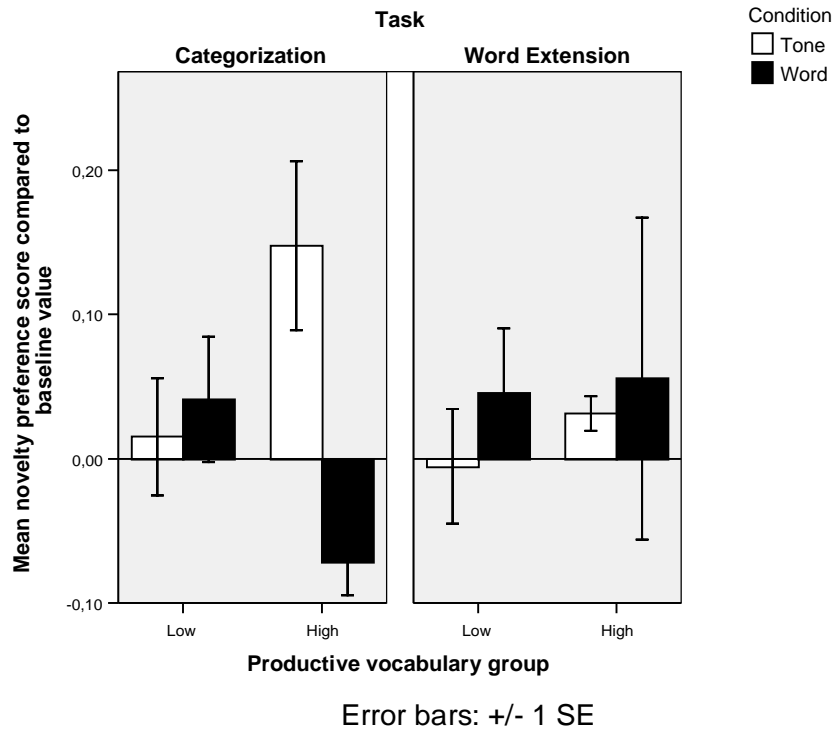 Task
Categorization
Word Extension
Condition
Tone
Word
Mean novelty preference score compared to
baseline value
0,20
0,10
0,00
-0,10
Low
High
Low
High
Productive vocabulary group
Error bars: +/- 1 SE